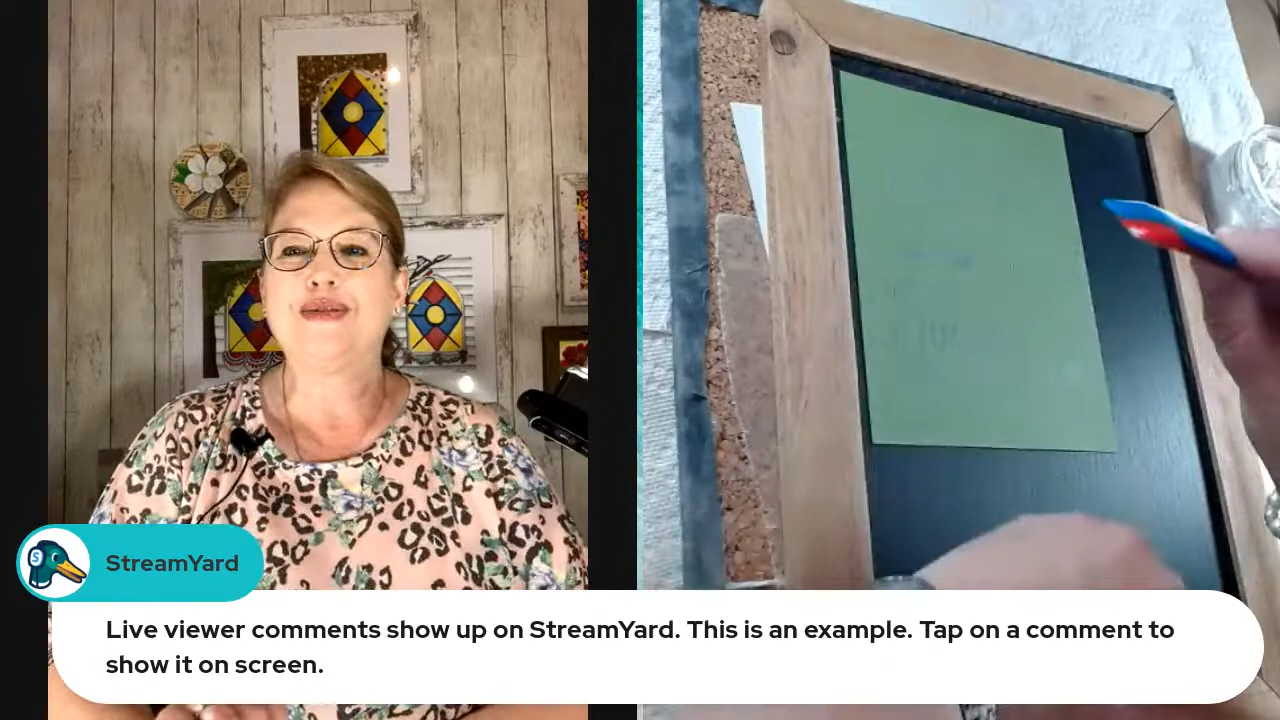 StreamYard
Live viewer comments show up on StreamYard. This is an example. Tap on a comment to
show it on screen.